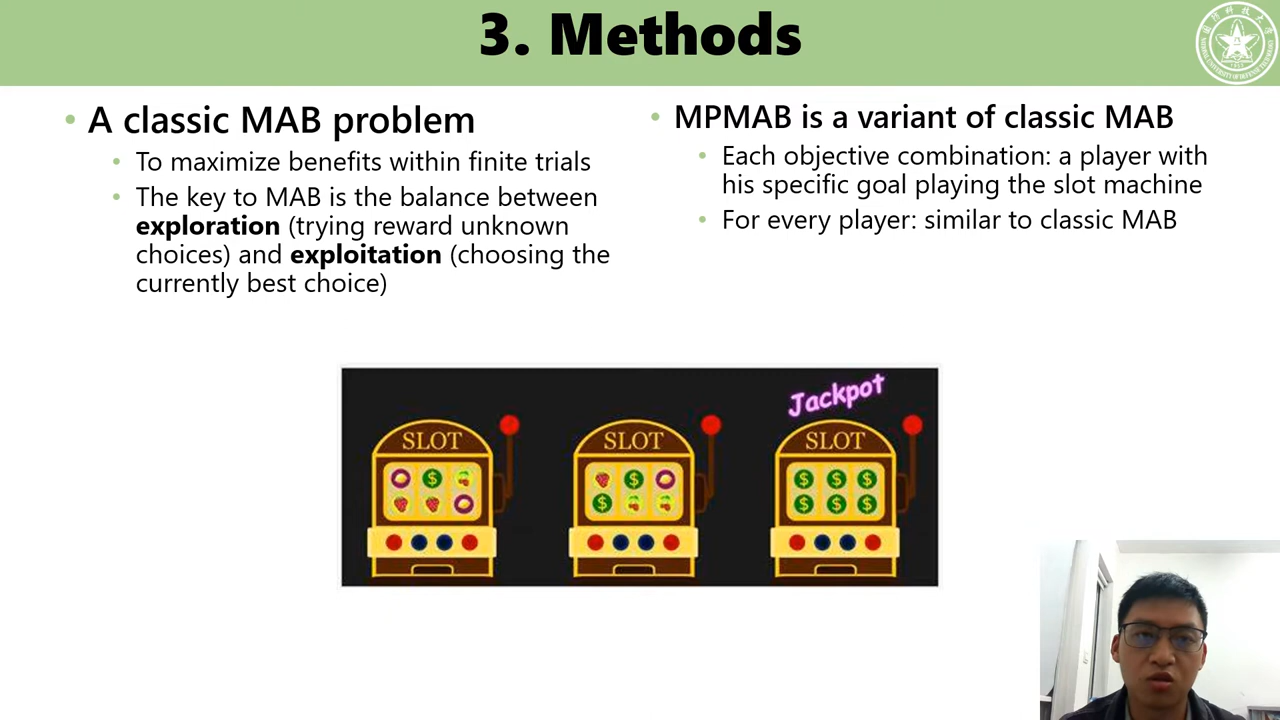 3. Methods
• A classic MAB problem
• To maximize benefits within finite trials
• The key to MAB is the balance between
exploration (trying reward unknown
choices) and exploitation (choosing the
currently best choice)
• MPMAB is a variant of classic MAB
• Each objective combination: a player with
his specific goal playing the slot machine
• For every player: similar to classic MAB
Jackpot
SLOT
SLOT
SLOT